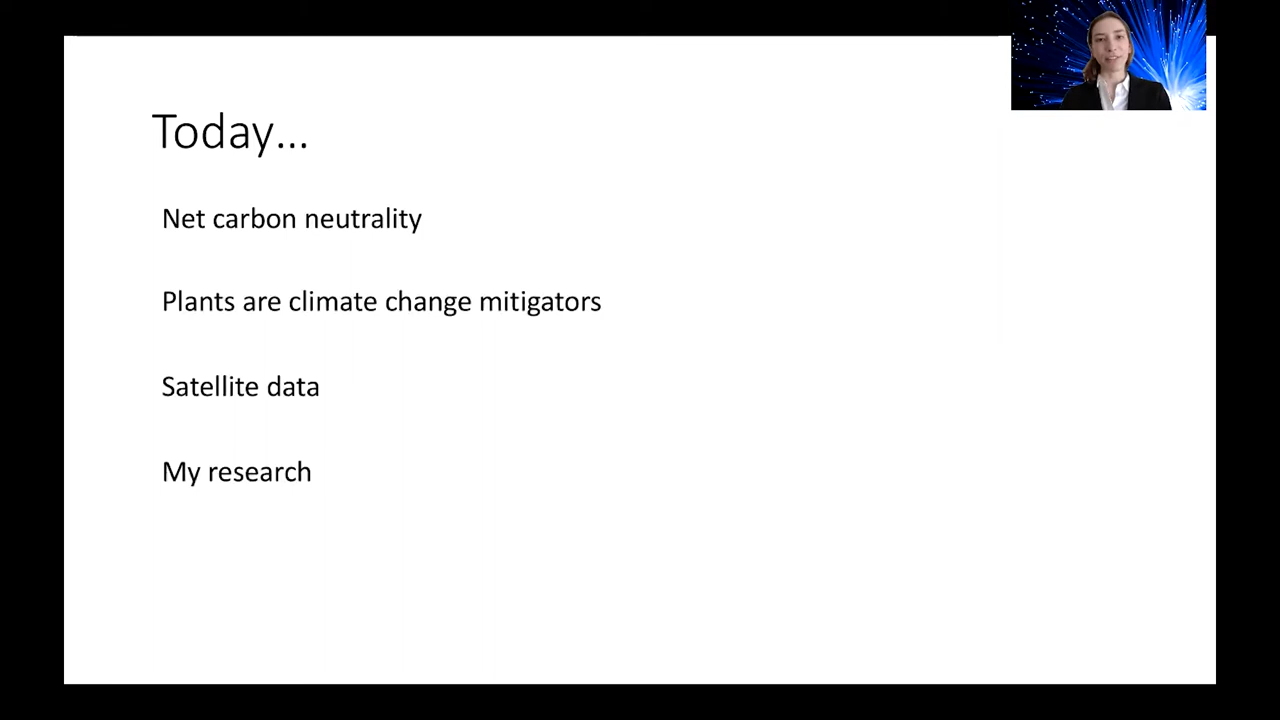 Today...
Net carbon neutrality
Plants are climate change mitigators
Satellite data
My research